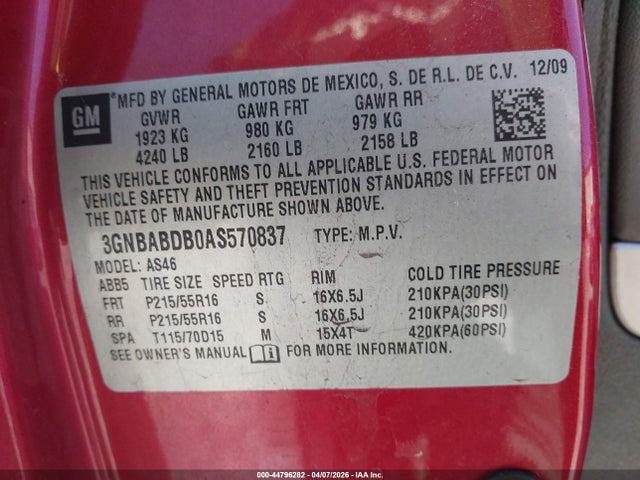 GM *MFD BY GENERAL MOTORS DE MEXICO, S. DE R.L. DE C.V. 12/09
GVWR GAWR FRT GAWR RR
1923 KG 980 KG 979 KG
4240 LB 2160 LB 2158 LB
THIS VEHICLE CONFORMS TO ALL APPLICABLE U.S. FEDERAL MOTOR
VEHICLE SAFETY AND THEFT PREVENTION STANDARDS IN EFFECT ON
THE DATE OF MANUFACTURE SHOWN ABOVE.
3GNBABDB0AS570837 TYPE: M.P.V.
MODEL: AS46
ABB5 TIRE SIZE SPEED RTG RIM COLD TIRE PRESSURE
FRT P215/55R16 S 16X6.5J 210KPA(30PSI)
RR P215/55R16 S 16X6.5J 210KPA(30PSI)
SPA T115/70D15 M 15X4T 420KPA(60PSI)
SEE OWNER'S MANUAL FOR MORE INFORMATION.
000-44796282 - 04/07/2026 - IAA Inc.